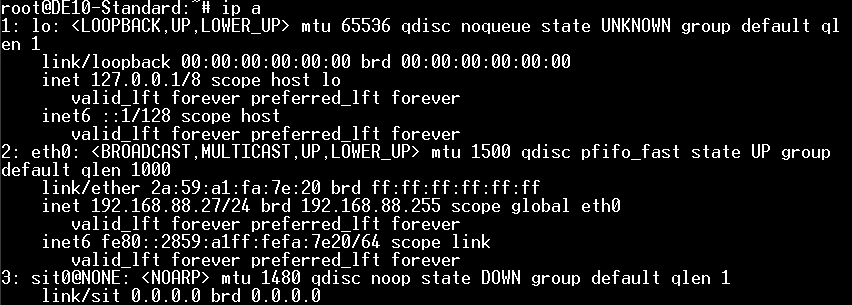 root@DE10-Standard:~# ip a
1: lo: <LOOPBACK,UP,LOWER_UP> mtu 65536 qdisc noqueue state UNKNOWN group default ql
en 1
    link/loopback 00:00:00:00:00:00 brd 00:00:00:00:00:00
    inet 127.0.0.1/8 scope host lo
       valid_lft forever preferred_lft forever
    inet6 ::1/128 scope host
       valid_lft forever preferred_lft forever
2: eth0: <BROADCAST,MULTICAST,UP,LOWER_UP> mtu 1500 qdisc pfifo_fast state UP group
default qlen 1000
    link/ether 2a:59:a1:fa:7e:20 brd ff:ff:ff:ff:ff:ff
    inet 192.168.88.27/24 brd 192.168.88.255 scope global eth0
       valid_lft forever preferred_lft forever
    inet6 fe80::2859:a1ff:fefa:7e20/64 scope link
       valid_lft forever preferred_lft forever
3: sit0@NONE: <NOARP> mtu 1480 qdisc noop state DOWN group default qlen 1
    link/sit 0.0.0.0 brd 0.0.0.0